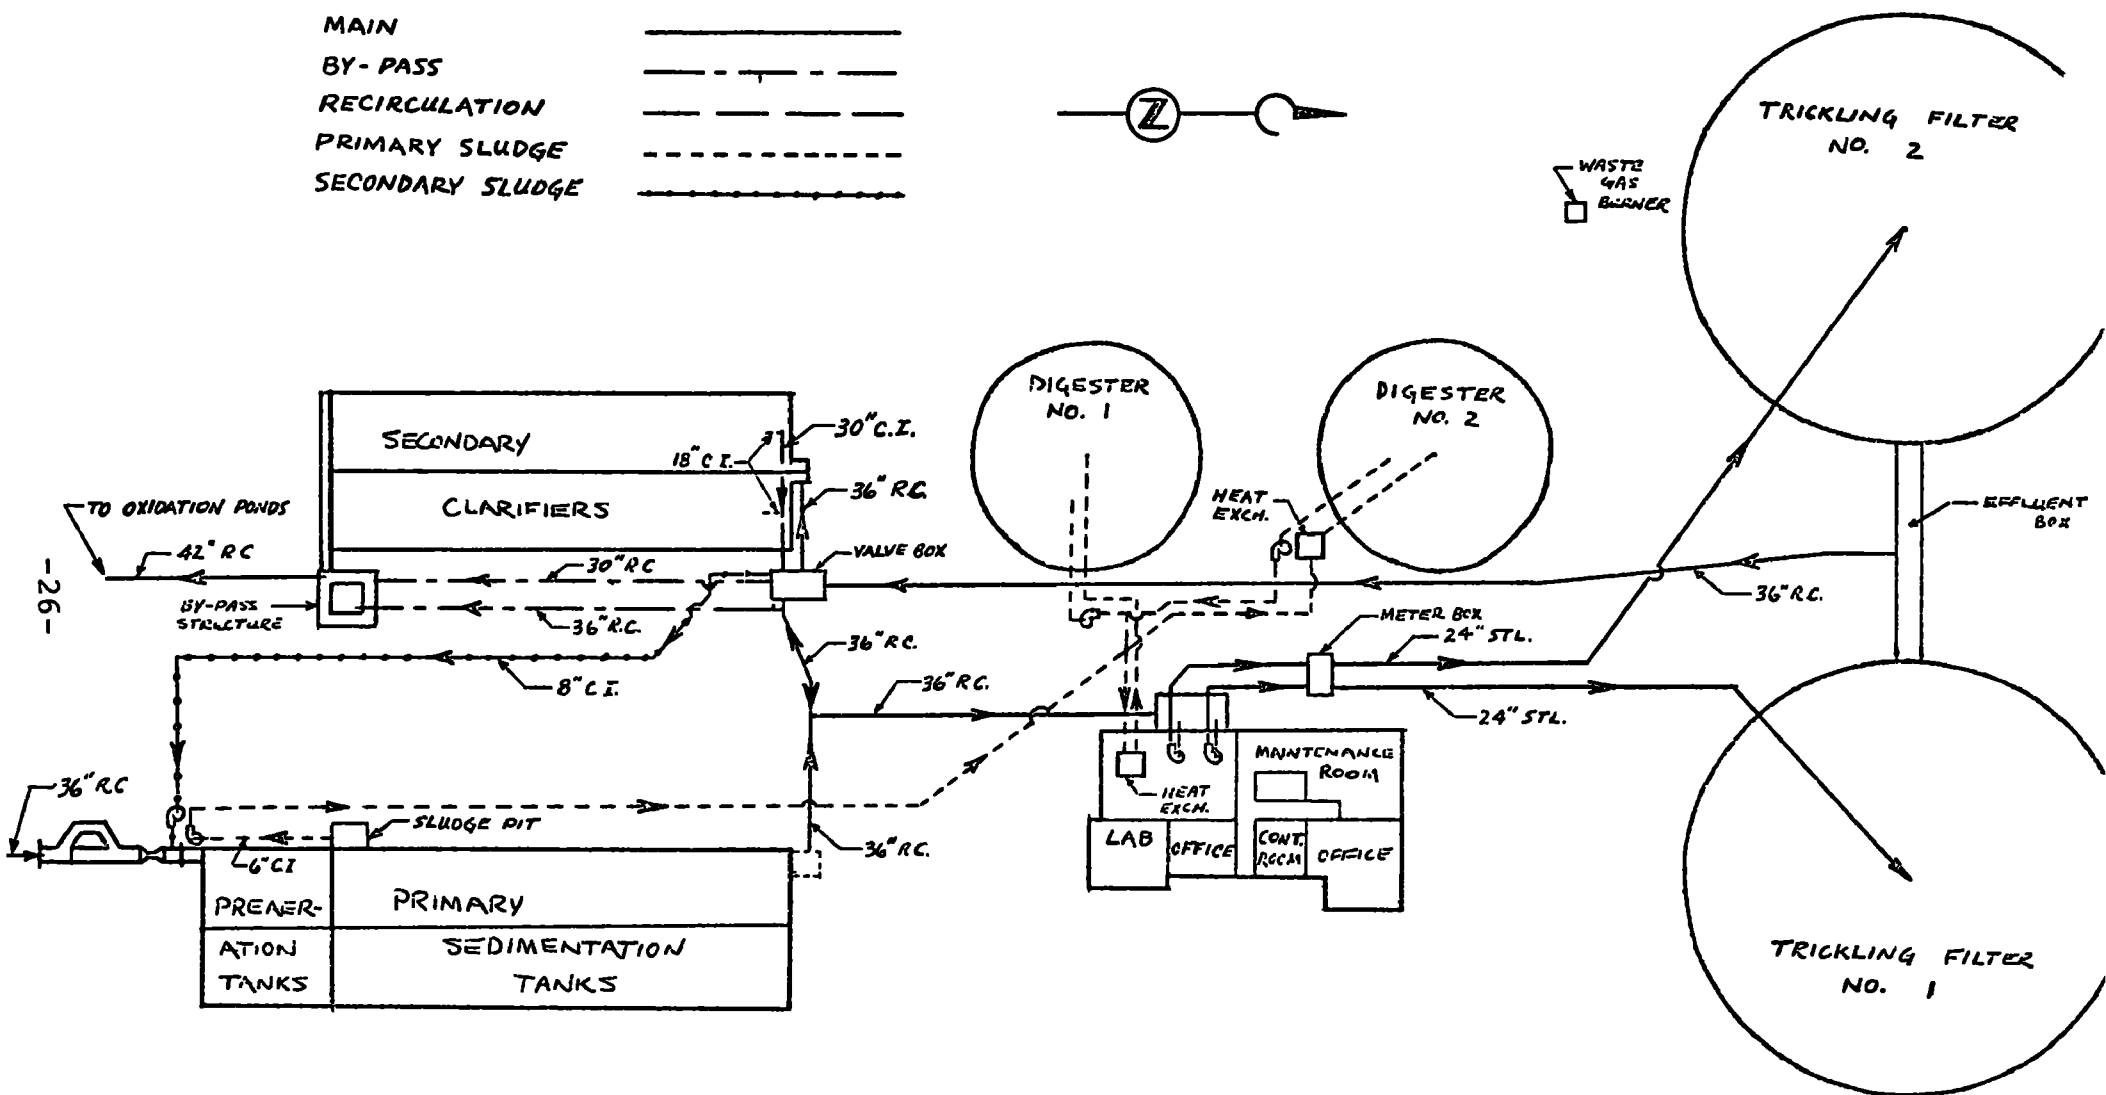 MAIN
BY-PASS
RECIRCULATION
PRIMARY SLUDGE
SECONDARY SLUDGE
Z
TRICKLING FILTER
NO. 2
WASTE
GAS
BURNER
DIGESTER
NO. 1
DIGESTER
NO. 2
SECONDARY
CLARIFIERS
30" C.I.
18" C I.
36" R.C.
HEAT
EXCH.
EFFLUENT
BOX
TO OXIDATION PONDS
42" R C
30" R C
VALVE BOX
BY-PASS
STRUCTURE
36" R.C.
36" R.C.
36" R.C.
METER BOX
24" STL.
8" C I.
36" R.C.
24" STL.
-26-
36" R.C
SLUDGE PIT
6" C I
36" R.C.
MAINTENANCE
ROOM
HEAT
EXCH.
LAB
OFFICE
CONT.
ROOM
OFFICE
PREAER-
ATION
TANKS
PRIMARY
SEDIMENTATION
TANKS
TRICKLING FILTER
NO. 1